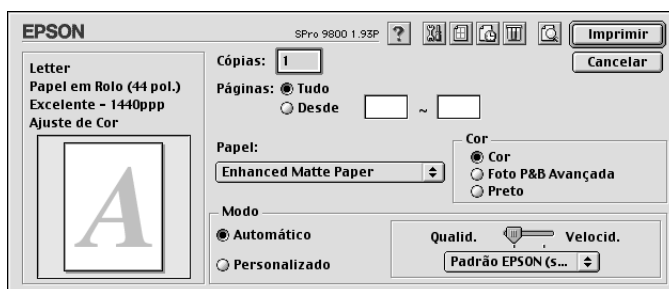 EPSON
SPro 9800 1.93P
?
Imprimir
Cancelar
Letter
Papel em Rolo (44 pol.)
Excelente - 1440ppp
Ajuste de Cor
A
Cópias: 1
Páginas: Tudo
Desde ~
Papel:
Enhanced Matte Paper
Cor
Cor
Foto P&B Avançada
Preto
Modo
Automático
Personalizado
Qualid. Velocid.
Padrão EPSON (s...